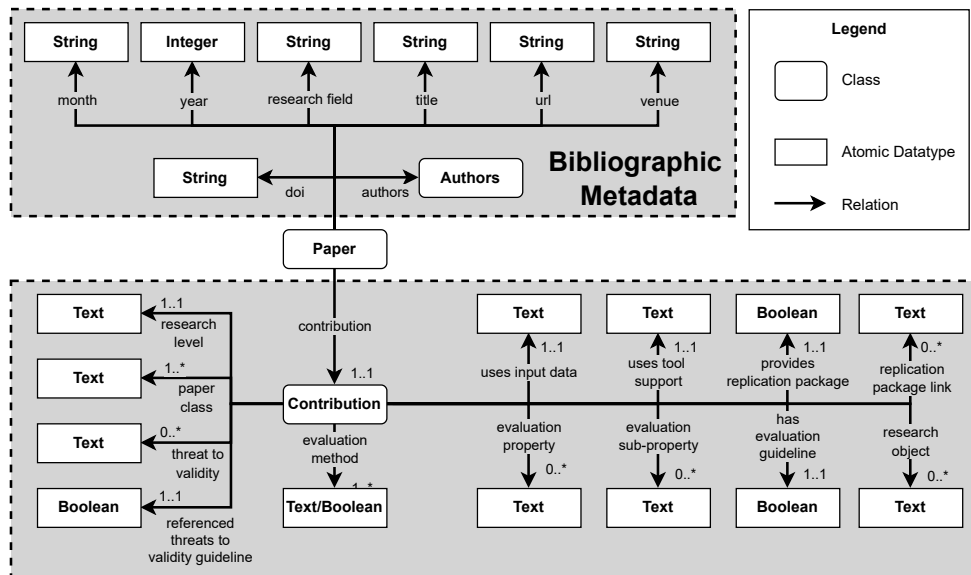 String
Integer
String
String
String
String
month
year
research field
title
url
venue
String
doi
authors
Authors
Bibliographic
Metadata
Legend
Class
Atomic Datatype
Relation
Paper
contribution
1..1
Contribution
Text
1..1
research
level
Text
1..*
paper
class
Text
0..*
threat to
validity
Boolean
1..1
referenced
threats to
validity guideline
evaluation
method
1..*
Text/Boolean
Text
1..1
uses input data
Text
1..1
uses tool
support
Boolean
1..1
provides
replication package
Text
0..*
replication
package link
evaluation
property
0..*
Text
evaluation
sub-property
0..*
Text
has
evaluation
guideline
1..1
Boolean
research
object
0..*
Text